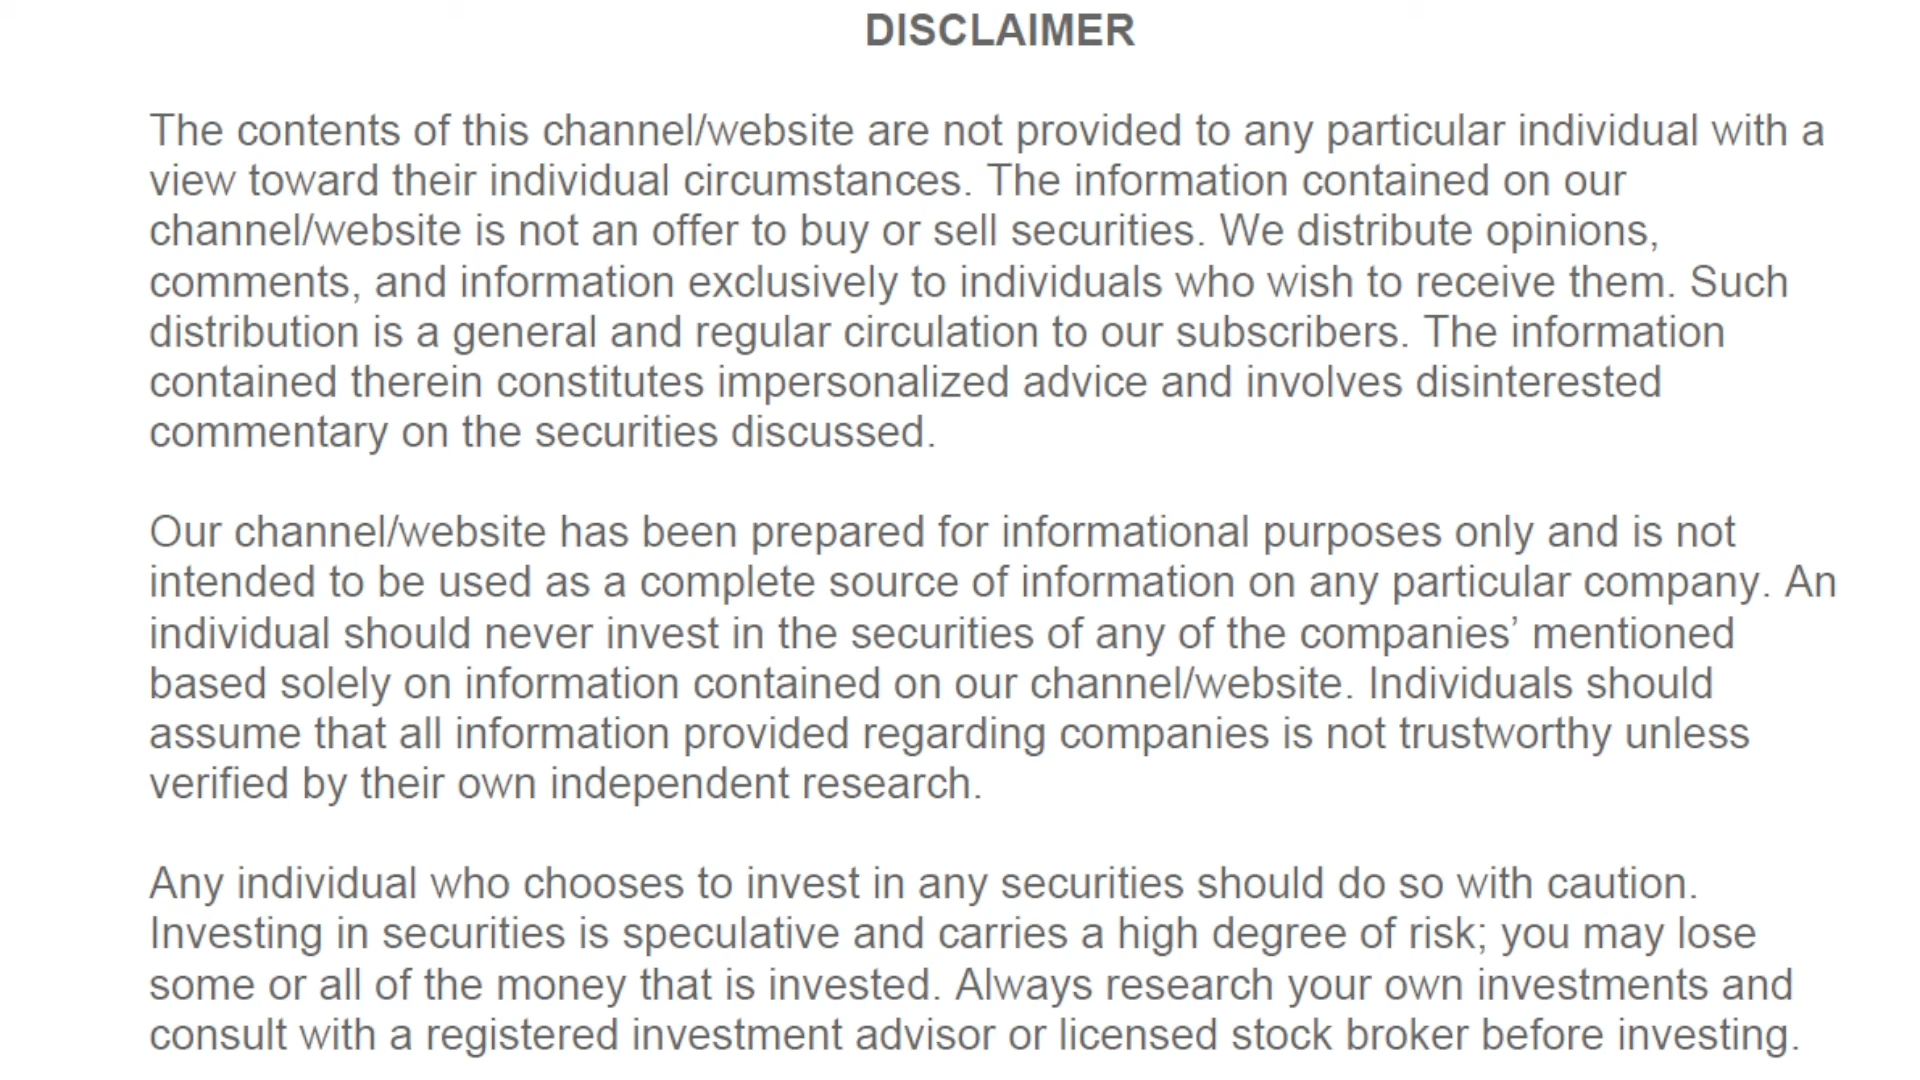 DISCLAIMER
The contents of this channel/website are not provided to any particular individual with a
view toward their individual circumstances. The information contained on our
channel/website is not an offer to buy or sell securities. We distribute opinions,
comments, and information exclusively to individuals who wish to receive them. Such
distribution is a general and regular circulation to our subscribers. The information
contained therein constitutes impersonalized advice and involves disinterested
commentary on the securities discussed.
Our channel/website has been prepared for informational purposes only and is not
intended to be used as a complete source of information on any particular company. An
individual should never invest in the securities of any of the companies’ mentioned
based solely on information contained on our channel/website. Individuals should
assume that all information provided regarding companies is not trustworthy unless
verified by their own independent research.
Any individual who chooses to invest in any securities should do so with caution.
Investing in securities is speculative and carries a high degree of risk; you may lose
some or all of the money that is invested. Always research your own investments and
consult with a registered investment advisor or licensed stock broker before investing.